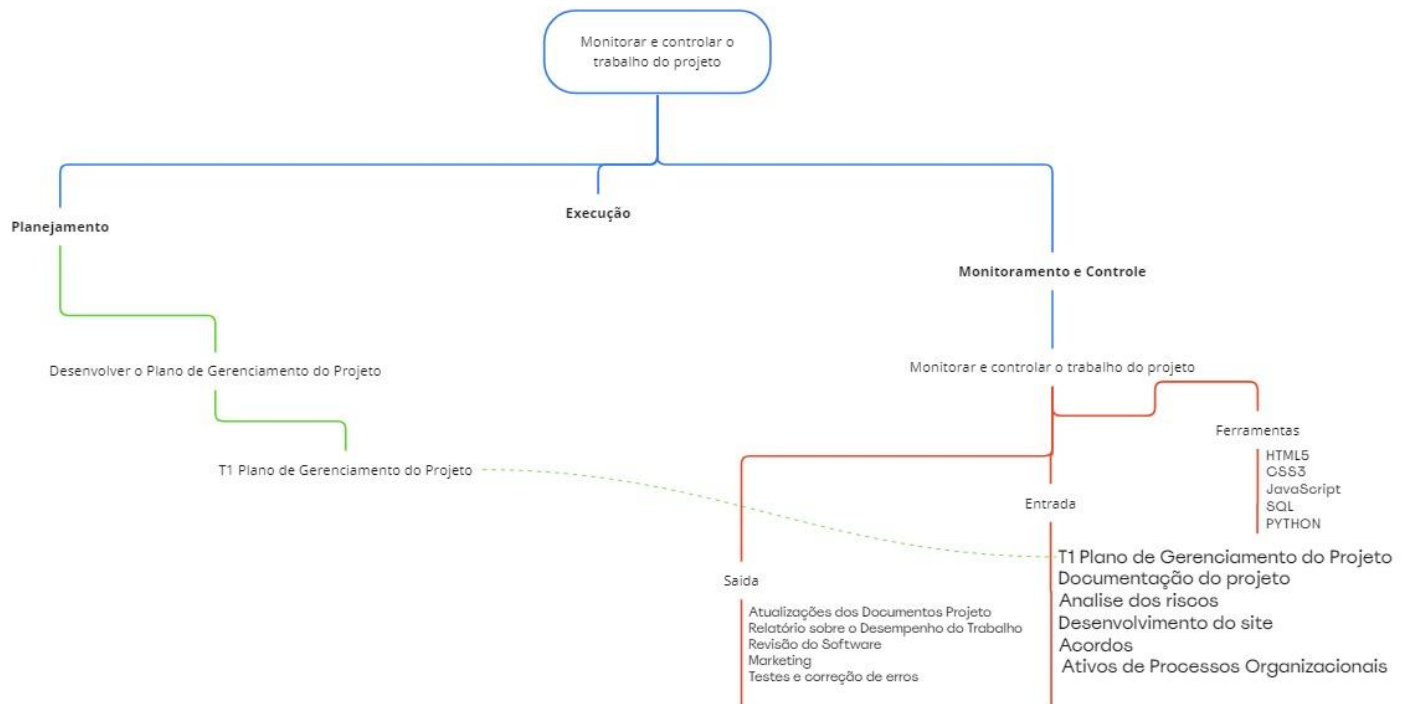 Monitorar e controlar o
trabalho do projeto
Planejamento
Execução
Monitoramento e Controle
Desenvolver o Plano de Gerenciamento do Projeto
Monitorar e controlar o trabalho do projeto
T1 Plano de Gerenciamento do Projeto
Ferramentas
HTML5
CSS3
JavaScript
SQL
PYTHON
Entrada
T1 Plano de Gerenciamento do Projeto
Documentação do projeto
Analise dos riscos
Desenvolvimento do site
Acordos
Ativos de Processos Organizacionais
Saida
Atualizações dos Documentos Projeto
Relatório sobre o Desempenho do Trabalho
Revisão do Software
Marketing
Testes e correção de erros